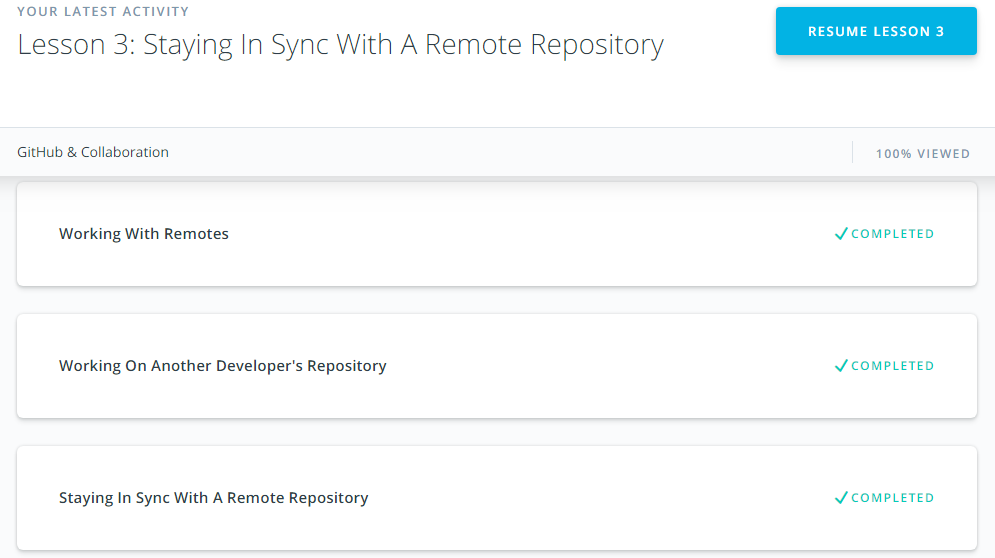 YOUR LATEST ACTIVITY
Lesson 3: Staying In Sync With A Remote Repository
RESUME LESSON 3
GitHub & Collaboration
100% VIEWED
Working With Remotes
COMPLETED
Working On Another Developer's Repository
COMPLETED
Staying In Sync With A Remote Repository
COMPLETED